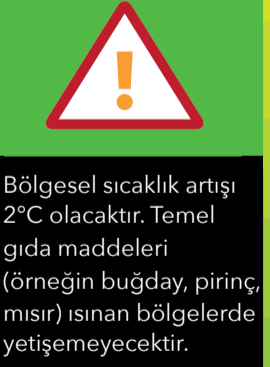 Bölgesel sıcaklık artışı
2°C olacaktır. Temel
gıda maddeleri
(örneğin buğday, pirinç,
mısır) ısınan bölgelerde
yetişemeyecektir.